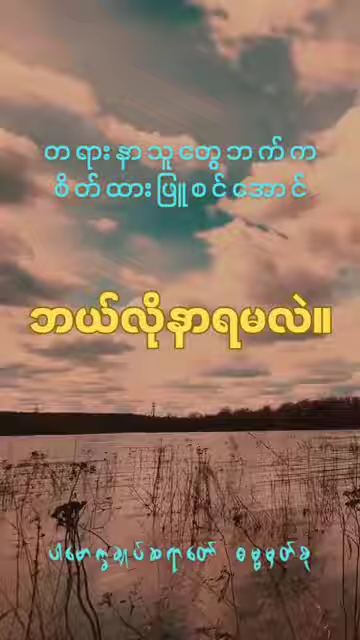 တရားနာသူတွေဘက်က
စိတ်ထားဖြူစင်အောင်
ဘယ်လိုနာရမလဲ။
ပါမောက္ခချုပ်ဆရာတော်